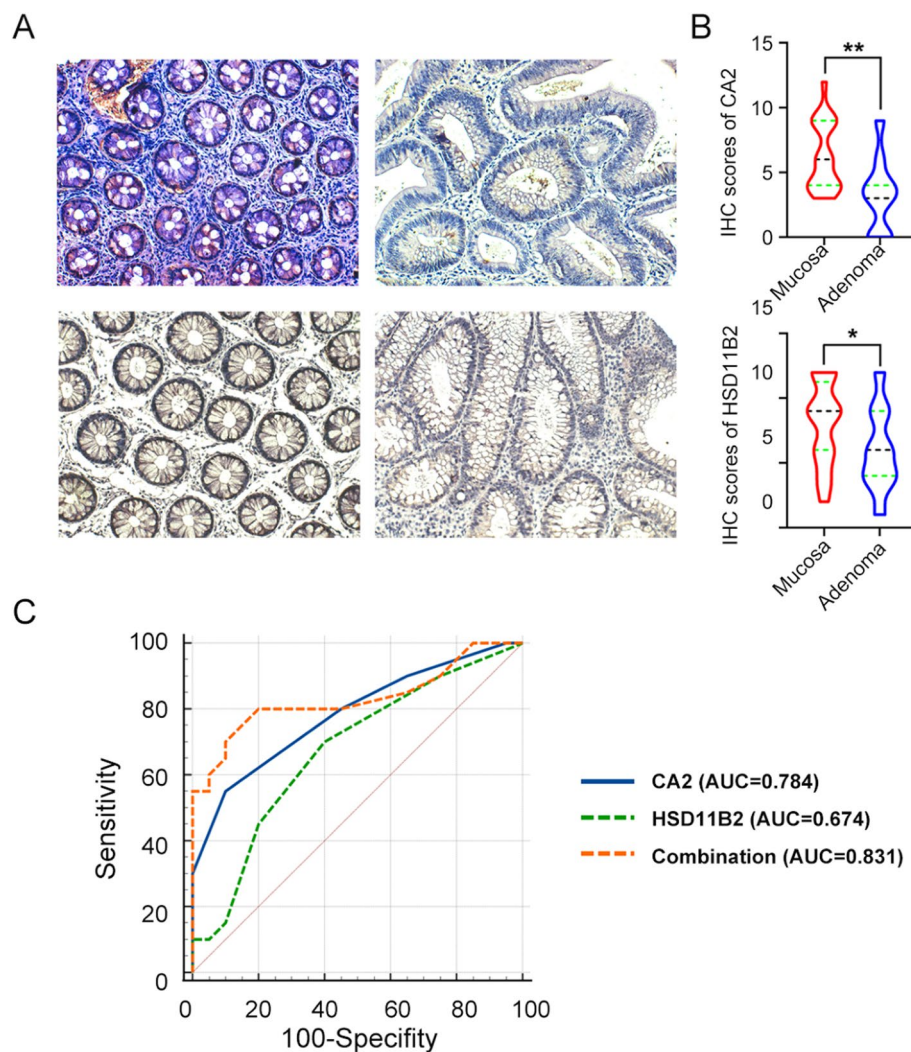 A
B
15
10
5
0
IHC scores of CA2
**
Mucosa
Adenoma
15
10
5
0
IHC scores of HSD11B2
*
Mucosa
Adenoma
C
100
80
60
40
20
0
Sensitivity
0 20 40 60 80 100
100-Specifity
CA2 (AUC=0.784)
HSD11B2 (AUC=0.674)
Combination (AUC=0.831)